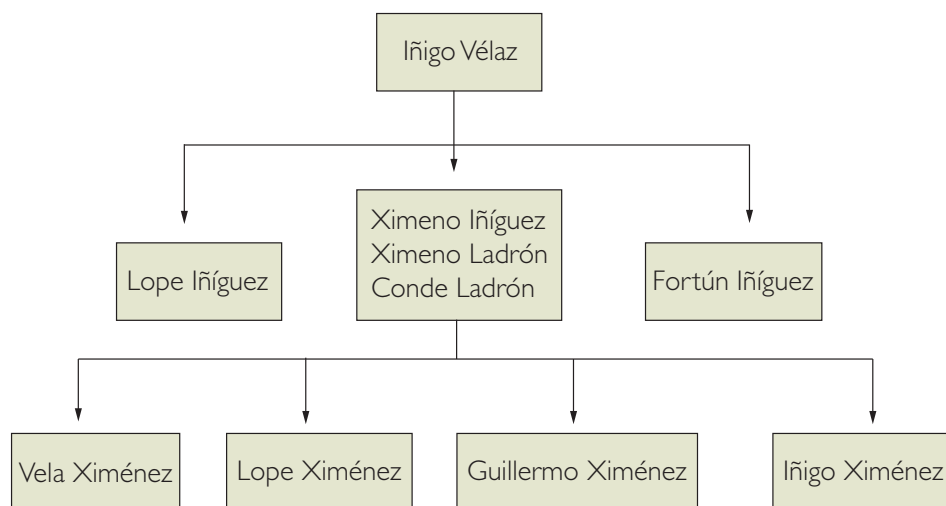 Iñigo Vélaz
Lope Iñíguez
Ximeno Iñíguez
Ximeno Ladrón
Conde Ladrón
Fortún Iñíguez
Vela Ximénez
Lope Ximénez
Guillermo Ximénez
Iñigo Ximénez